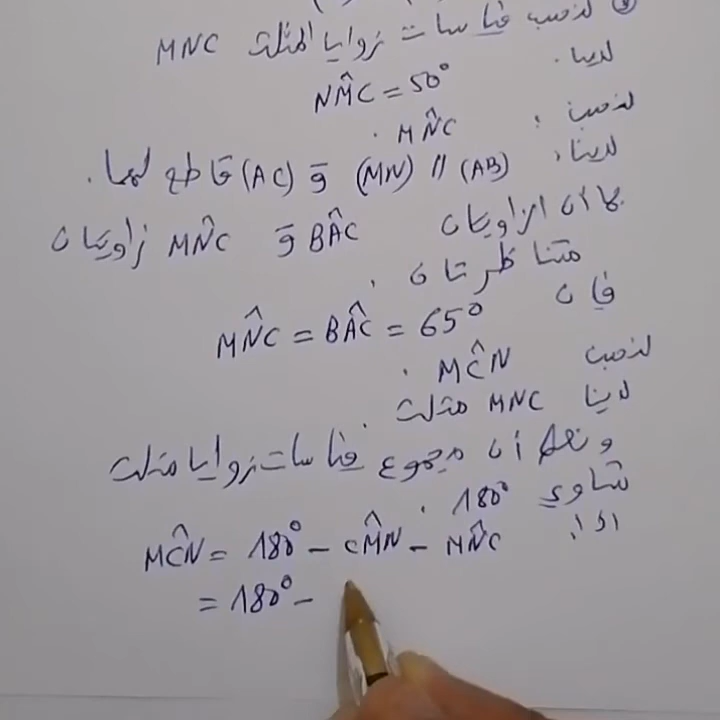 لنحسب قياسات زوايا المثلث MNC
لدينا.
NM̂C = 50°
لنحسب : MN̂C .
لدينا، (AB) // (MN) و (AC) قاطع لهما.
بما أن الزاويتان BÂC و MN̂C زاويتان
متناظرتان .
فإن
MN̂C = BÂC = 65°
لنحسب MĈN .
لدينا MNC مثلث .
و نعلم أن مجموع قياسات زوايا مثلث
تساوي 180° .
اذا.
MĈN = 180° - CM̂N - MN̂C
= 180° -